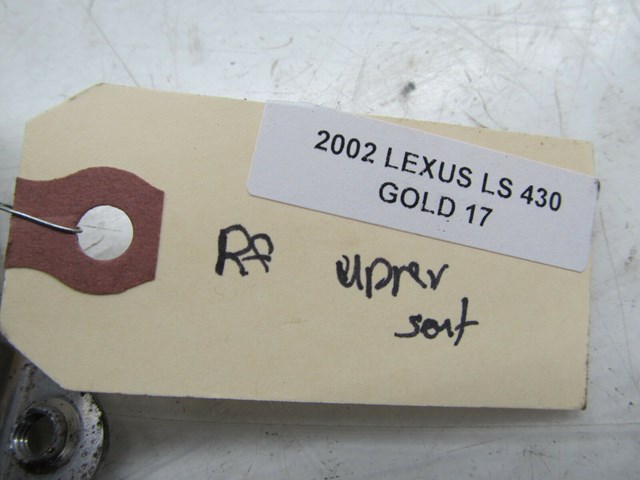 2002 LEXUS LS 430
GOLD 17
RF upper
seat